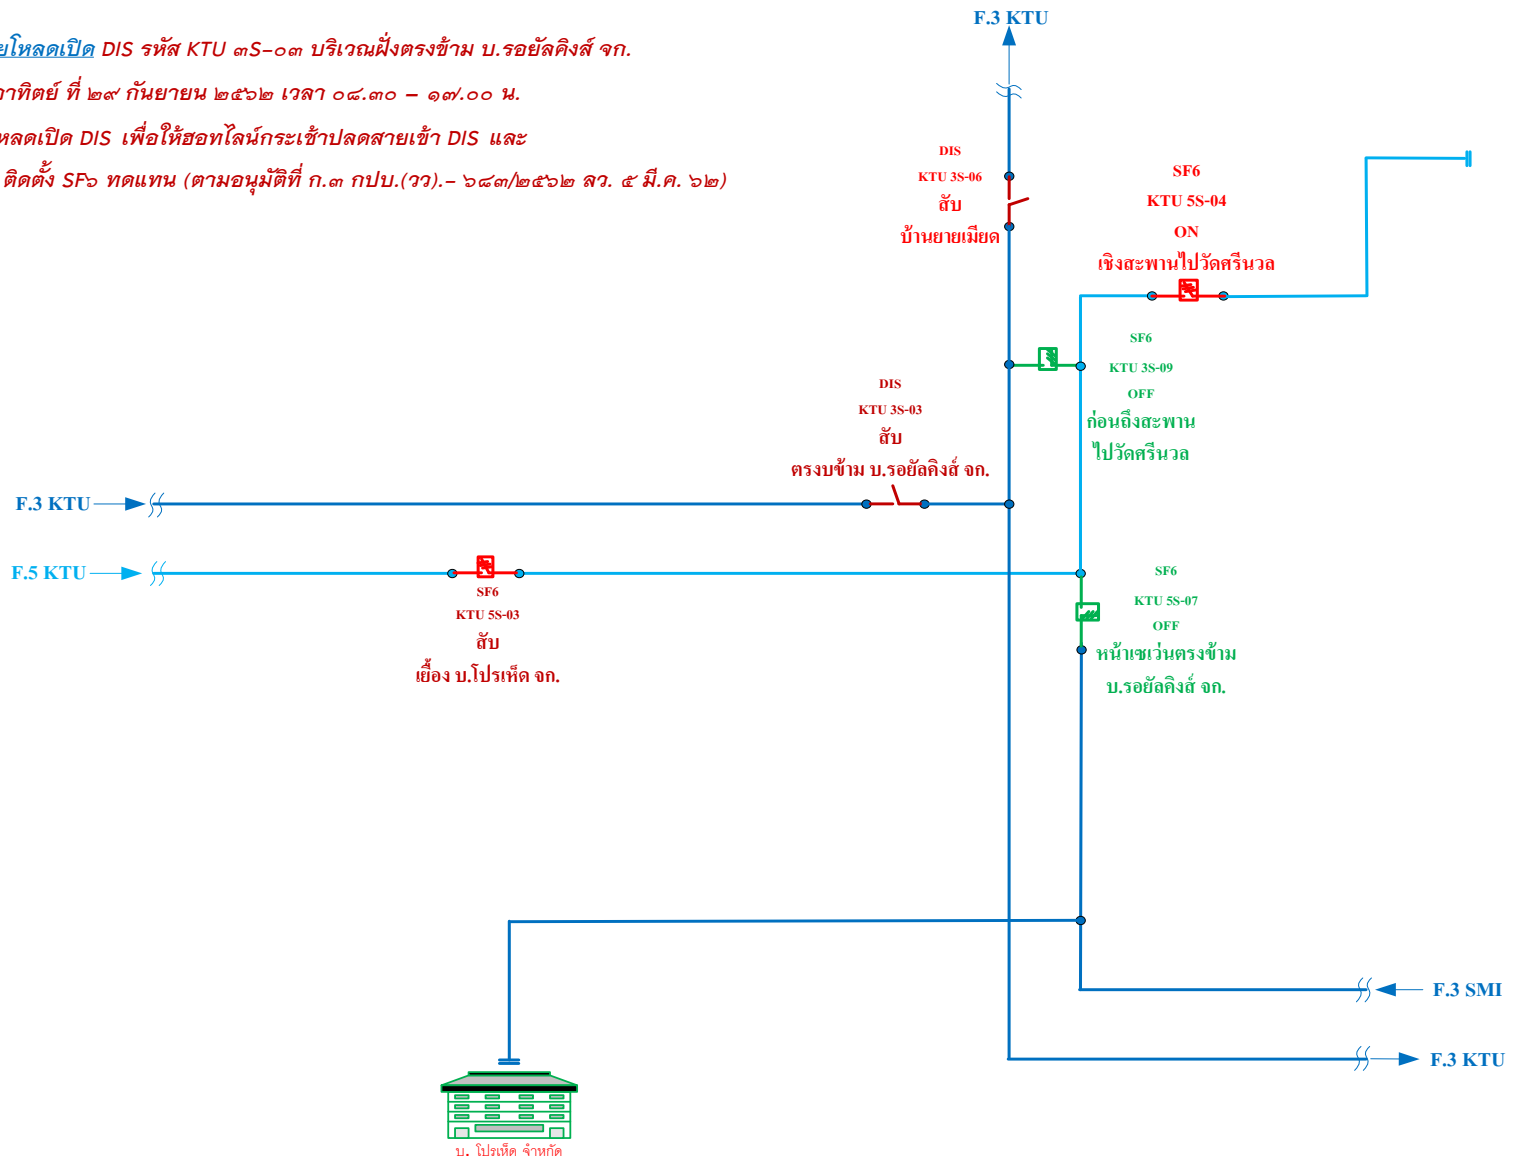 F.3 KTU
ยโหลดเปิด DIS รหัส KTU ๓S-๐๓ บริเวณฝั่งตรงข้าม บ.รอยัลคิงส์ จก.
าทิตย์ ที่ ๒๙ กันยายน ๒๕๖๒ เวลา ๐๘.๓๐ – ๑๗.๐๐ น.
หลดเปิด DIS เพื่อให้ฮอทไลน์กระเช้าปลดสายเข้า DIS และ
ติดตั้ง SF๖ ทดแทน (ตามอนุมัติที่ ก.๓ กปบ.(วว).- ๖๘๓/๒๕๖๒ ลว. ๕ มี.ค. ๖๒)
DIS
KTU 3S-06
สับ
บ้านยายเมียด
SF6
KTU 5S-04
ON
เชิงสะพานไปวัดศรีนวล
SF6
KTU 3S-09
OFF
ก่อนถึงสะพาน
ไปวัดศรีนวล
DIS
KTU 3S-03
สับ
ตรงบข้าม บ.รอยัลคิงส์ จก.
F.3 KTU
F.5 KTU
SF6
KTU 5S-03
สับ
เยื้อง บ.โปรเห็ด จก.
SF6
KTU 5S-07
OFF
หน้าเซเว่นตรงข้าม
บ.รอยัลคิงส์ จก.
F.3 SMI
F.3 KTU
บ. โปรเห็ด จำหกัด